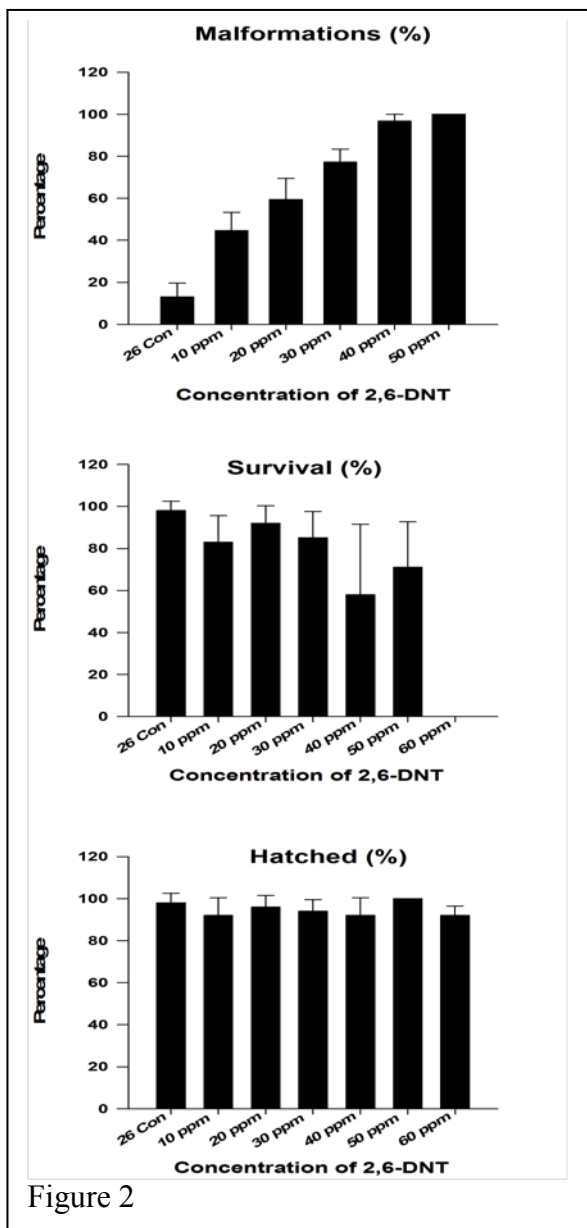 Malformations (%)
120
100
80
60
40
20
0
Percentage
26 Con
10 ppm
20 ppm
30 ppm
40 ppm
50 ppm
Concentration of 2,6-DNT
Survival (%)
120
100
80
60
40
20
0
Percentage
26 Con
10 ppm
20 ppm
30 ppm
40 ppm
50 ppm
60 ppm
Concentration of 2,6-DNT
Hatched (%)
120
100
80
60
40
20
0
Percentage
26 Con
10 ppm
20 ppm
30 ppm
40 ppm
50 ppm
60 ppm
Concentration of 2,6-DNT
Figure 2